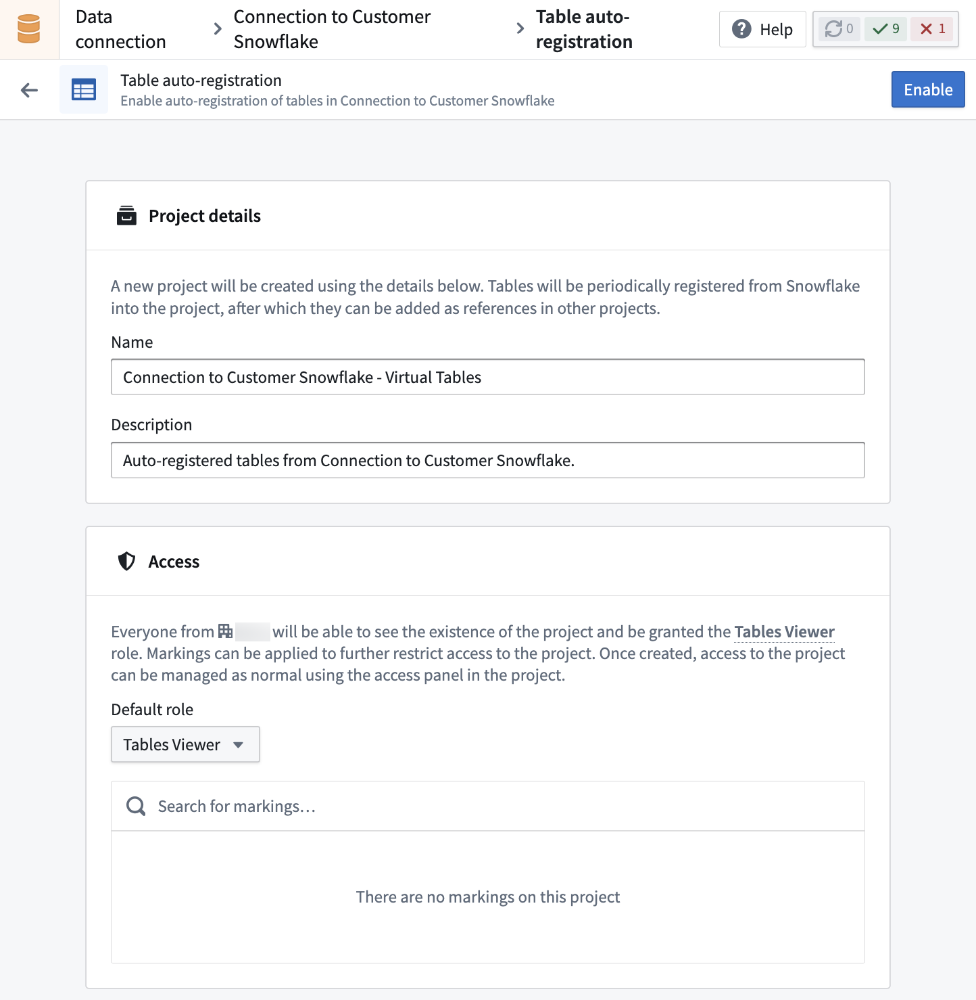 Data connection
Connection to Customer Snowflake
Table auto-registration
Help
0
9
1
Table auto-registration
Enable auto-registration of tables in Connection to Customer Snowflake
Enable
Project details
A new project will be created using the details below. Tables will be periodically registered from Snowflake
into the project, after which they can be added as references in other projects.
Name
Connection to Customer Snowflake - Virtual Tables
Description
Auto-registered tables from Connection to Customer Snowflake.
Access
Everyone from will be able to see the existence of the project and be granted the Tables Viewer
role. Markings can be applied to further restrict access to the project. Once created, access to the project
can be managed as normal using the access panel in the project.
Default role
Tables Viewer
Search for markings...
There are no markings on this project